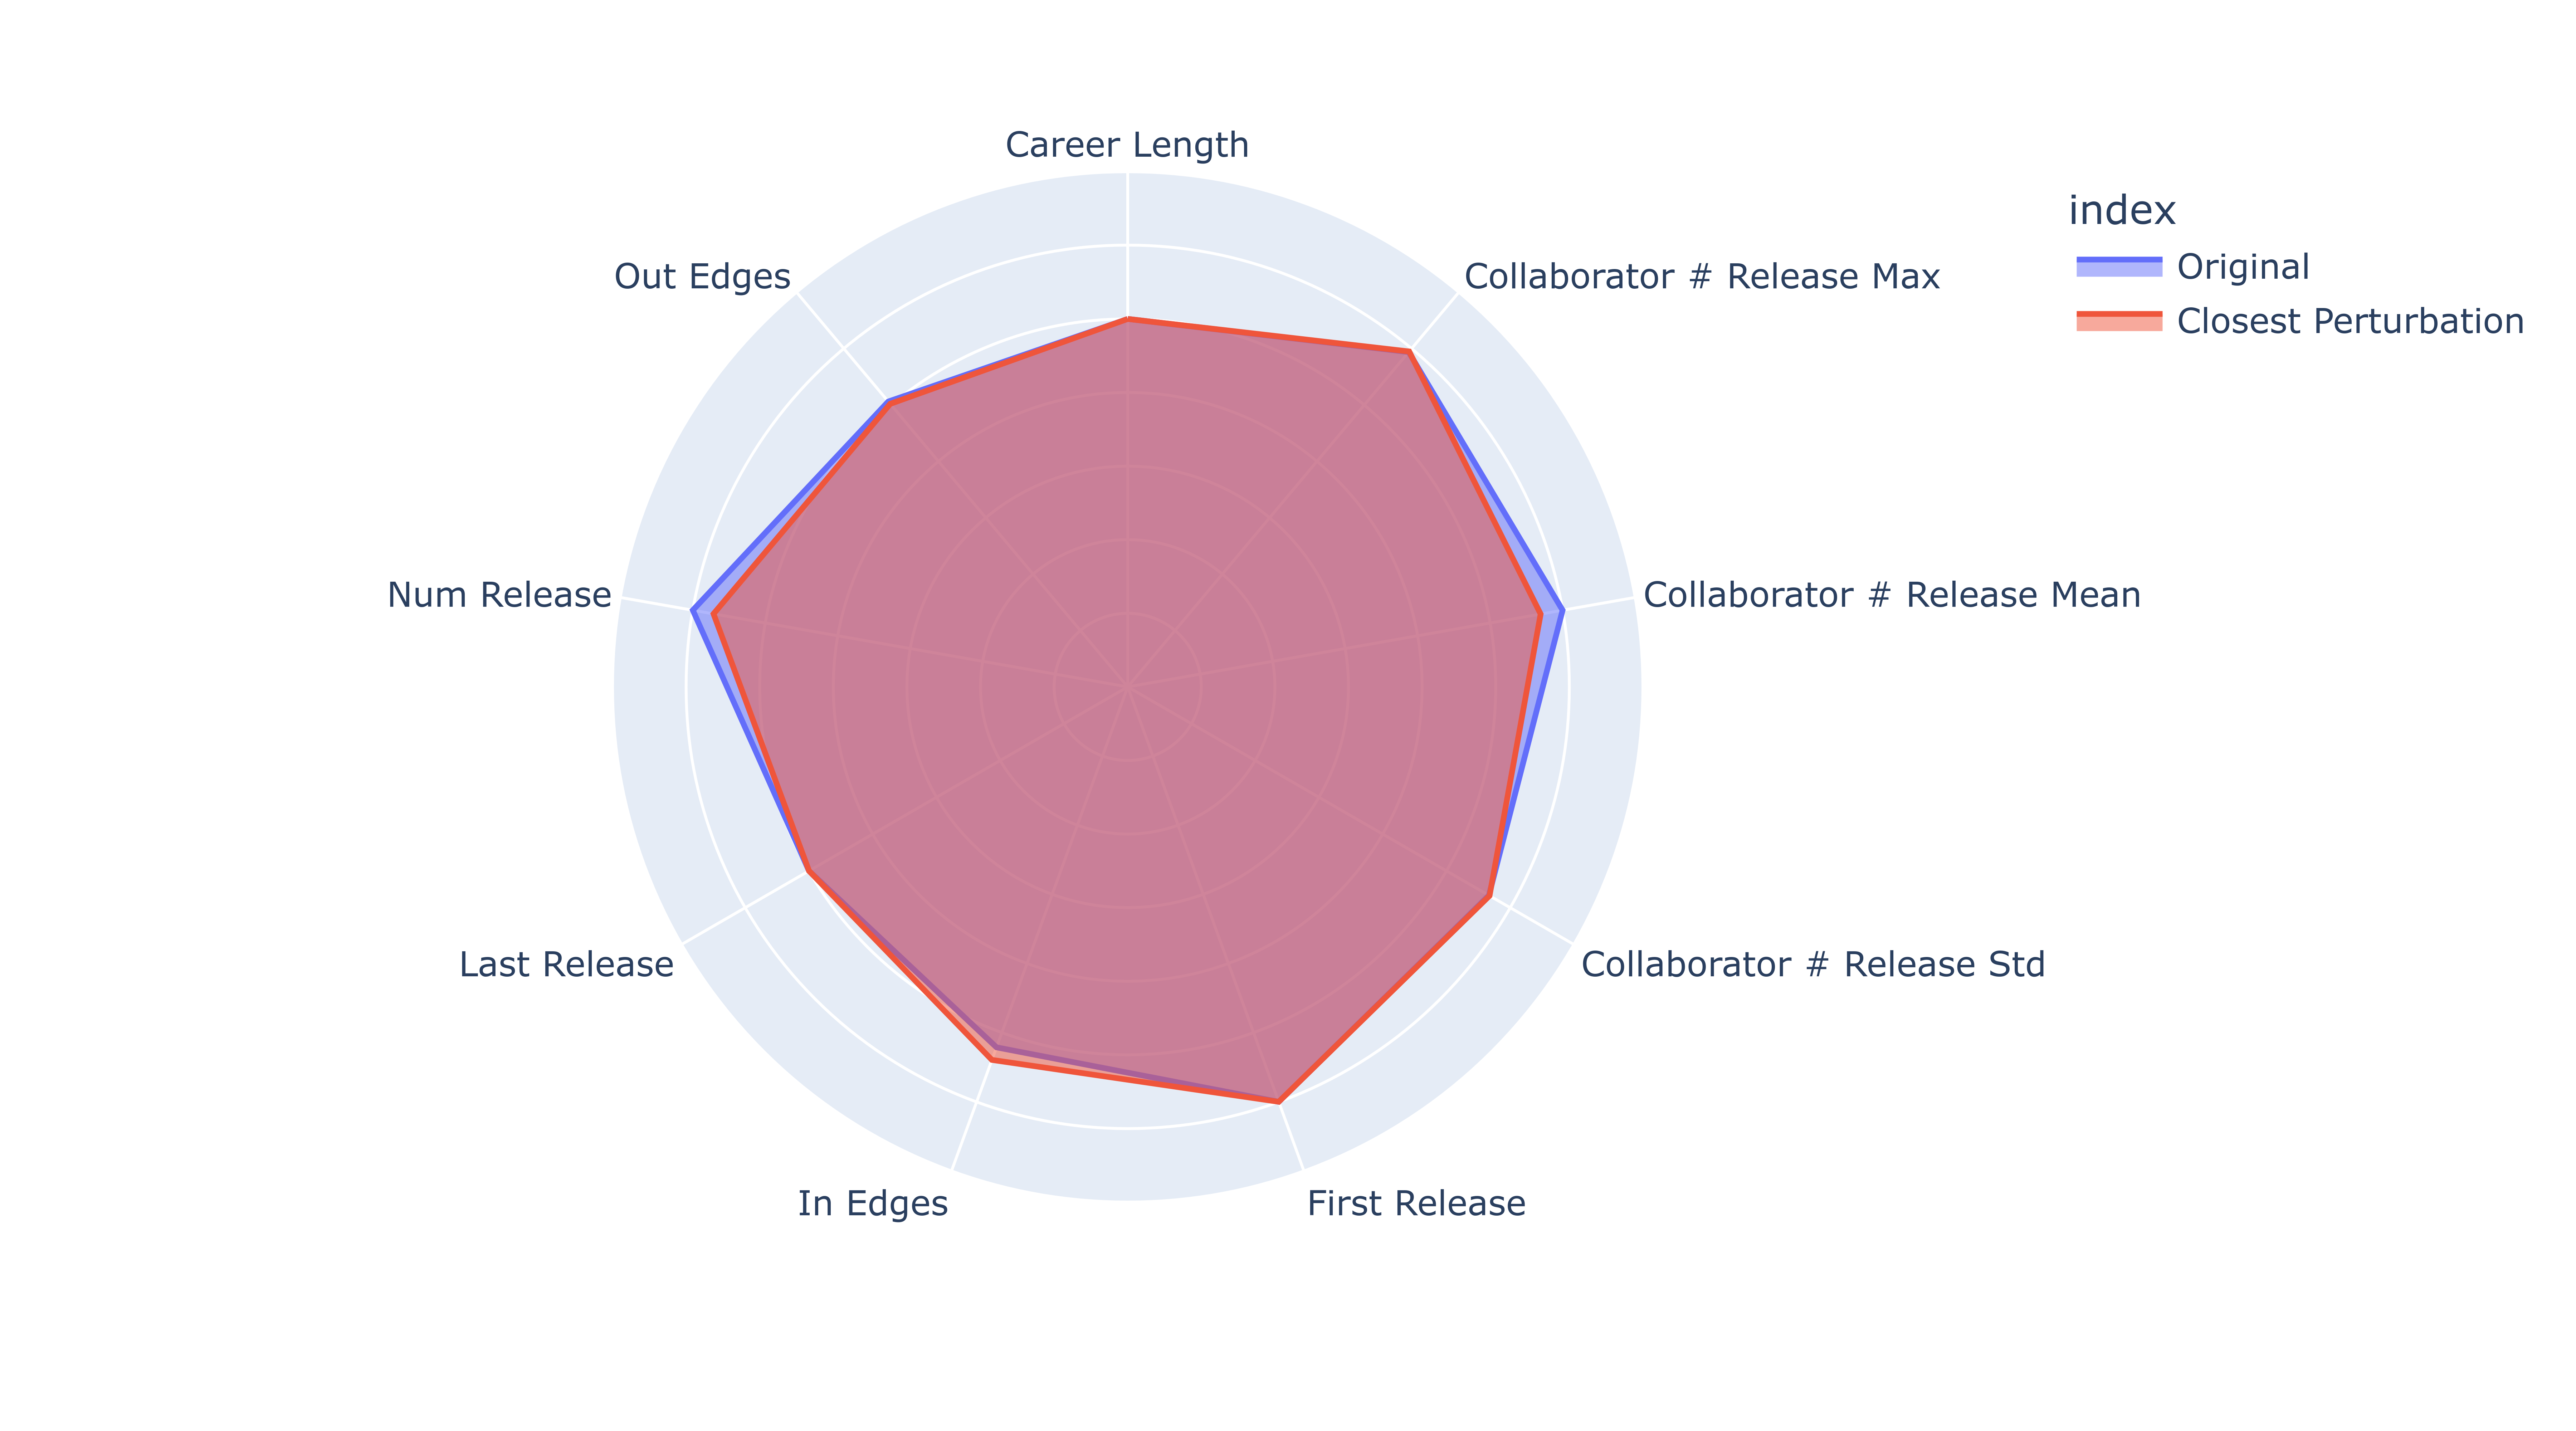 Career Length
Collaborator # Release Max
Collaborator # Release Mean
Collaborator # Release Std
First Release
In Edges
Last Release
Num Release
Out Edges
index
Original
Closest Perturbation